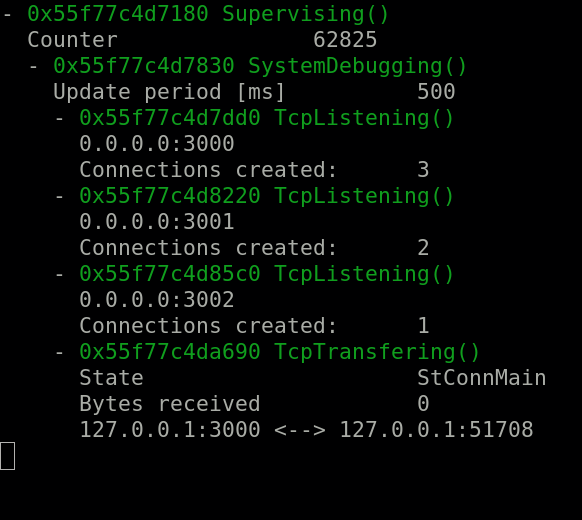 - 0x55f77c4d7180 Supervising()
  Counter               62825
  - 0x55f77c4d7830 SystemDebugging()
    Update period [ms]          500
    - 0x55f77c4d7dd0 TcpListening()
      0.0.0.0:3000
      Connections created:      3
    - 0x55f77c4d8220 TcpListening()
      0.0.0.0:3001
      Connections created:      2
    - 0x55f77c4d85c0 TcpListening()
      0.0.0.0:3002
      Connections created:      1
    - 0x55f77c4da690 TcpTransfering()
      State                     StConnMain
      Bytes received            0
      127.0.0.1:3000 <--> 127.0.0.1:51708